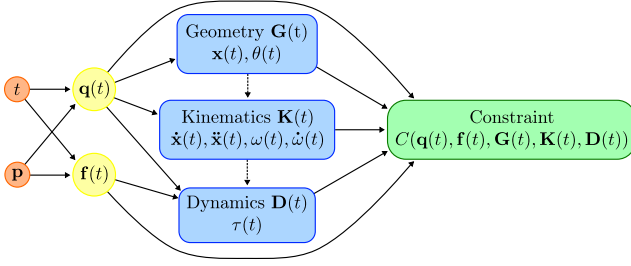 Geometry G(t)
x(t), θ(t)
t
q(t)
Kinematics K(t)
ẋ(t), ẍ(t), ω(t), ω̇(t)
Constraint
C(q(t), f(t), G(t), K(t), D(t))
p
f(t)
Dynamics D(t)
τ(t)